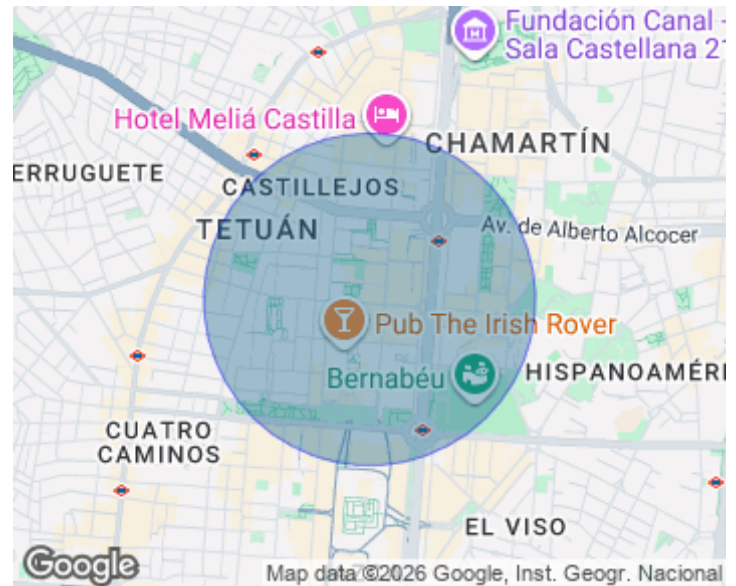 Fundación Canal -
Sala Castellana 21
Hotel Meliá Castilla
CHAMARTÍN
ERRUGUETE
CASTILLEJOS
TETUÁN
Av. de Alberto Alcocer
Pub The Irish Rover
Bernabéu
HISPANOAMÉRI
CUATRO
CAMINOS
EL VISO
Google
Map data ©2026 Google, Inst. Geogr. Nacional